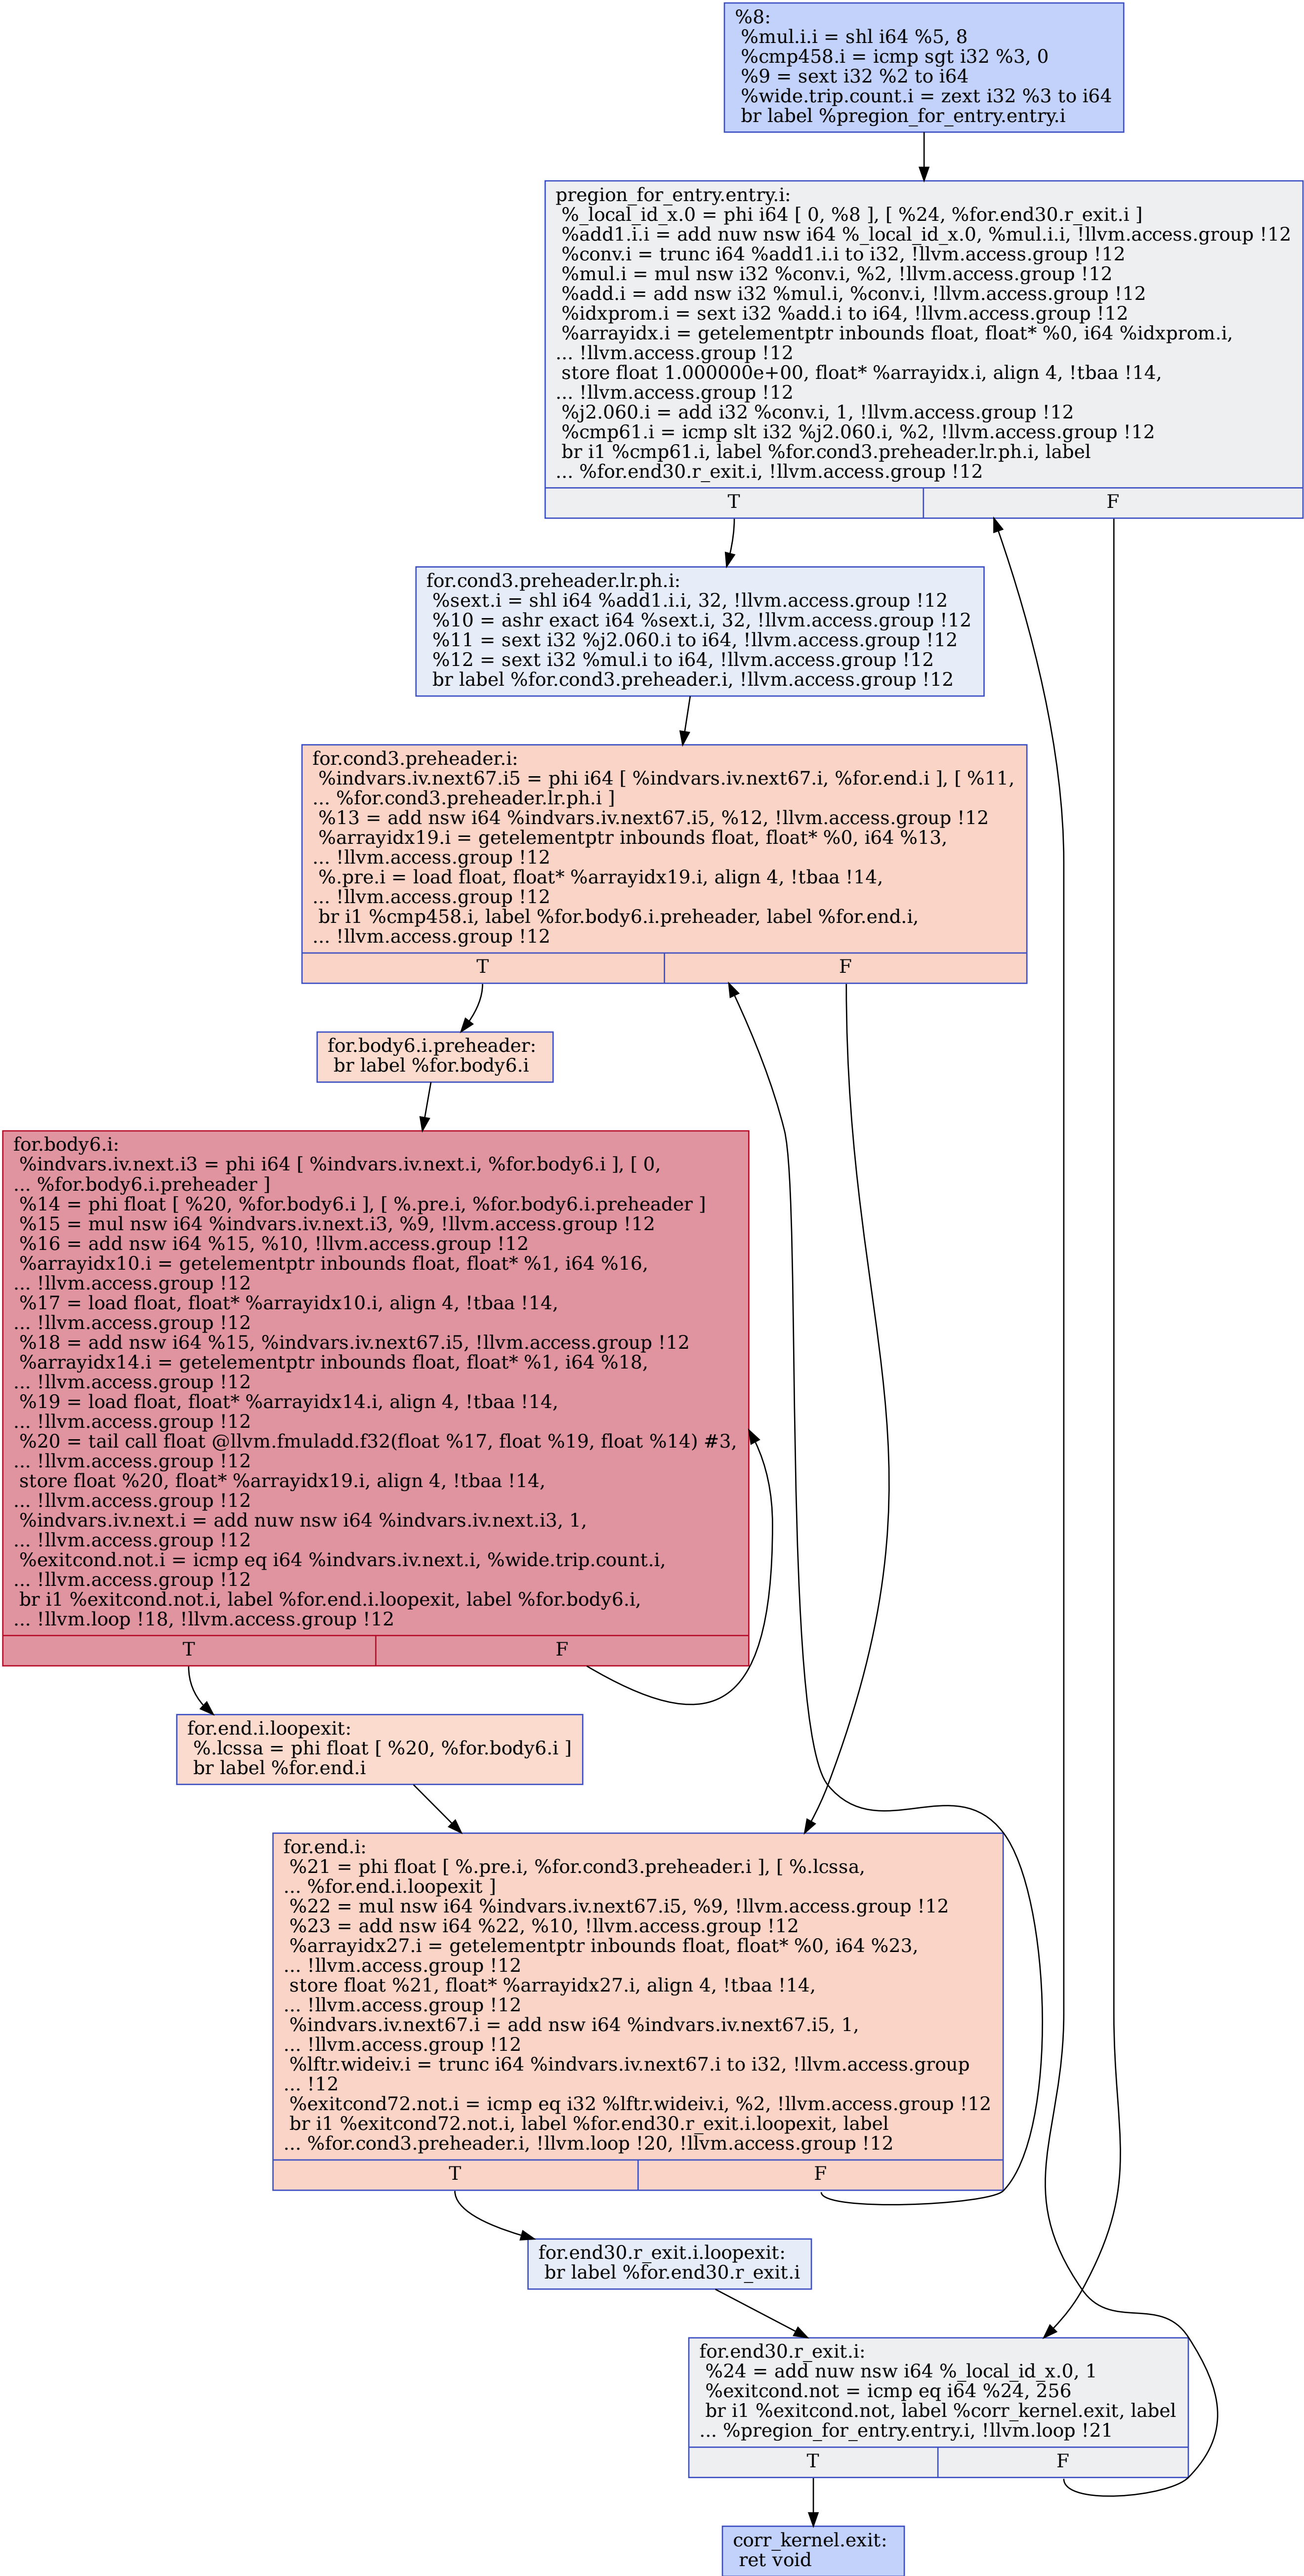 %8:
%mul.i.i = shl i64 %5, 8
%cmp458.i = icmp sgt i32 %3, 0
%9 = sext i32 %2 to i64
%wide.trip.count.i = zext i32 %3 to i64
br label %pregion_for_entry.entry.i
pregion_for_entry.entry.i:
%_local_id_x.0 = phi i64 [ 0, %8 ], [ %24, %for.end30.r_exit.i ]
%add1.i.i = add nuw nsw i64 %_local_id_x.0, %mul.i.i, !llvm.access.group !12
%conv.i = trunc i64 %add1.i.i to i32, !llvm.access.group !12
%mul.i = mul nsw i32 %conv.i, %2, !llvm.access.group !12
%add.i = add nsw i32 %mul.i, %conv.i, !llvm.access.group !12
%idxprom.i = sext i32 %add.i to i64, !llvm.access.group !12
%arrayidx.i = getelementptr inbounds float, float* %0, i64 %idxprom.i,
... !llvm.access.group !12
store float 1.000000e+00, float* %arrayidx.i, align 4, !tbaa !14,
... !llvm.access.group !12
%j2.060.i = add i32 %conv.i, 1, !llvm.access.group !12
%cmp61.i = icmp slt i32 %j2.060.i, %2, !llvm.access.group !12
br i1 %cmp61.i, label %for.cond3.preheader.lr.ph.i, label
... %for.end30.r_exit.i, !llvm.access.group !12
T F
for.cond3.preheader.lr.ph.i:
%sext.i = shl i64 %add1.i.i, 32, !llvm.access.group !12
%10 = ashr exact i64 %sext.i, 32, !llvm.access.group !12
%11 = sext i32 %j2.060.i to i64, !llvm.access.group !12
%12 = sext i32 %mul.i to i64, !llvm.access.group !12
br label %for.cond3.preheader.i, !llvm.access.group !12
for.cond3.preheader.i:
%indvars.iv.next67.i5 = phi i64 [ %indvars.iv.next67.i, %for.end.i ], [ %11,
... %for.cond3.preheader.lr.ph.i ]
%13 = add nsw i64 %indvars.iv.next67.i5, %12, !llvm.access.group !12
%arrayidx19.i = getelementptr inbounds float, float* %0, i64 %13,
... !llvm.access.group !12
%.pre.i = load float, float* %arrayidx19.i, align 4, !tbaa !14,
... !llvm.access.group !12
br i1 %cmp458.i, label %for.body6.i.preheader, label %for.end.i,
... !llvm.access.group !12
T F
for.body6.i.preheader:
br label %for.body6.i
for.body6.i:
%indvars.iv.next.i3 = phi i64 [ %indvars.iv.next.i, %for.body6.i ], [ 0,
... %for.body6.i.preheader ]
%14 = phi float [ %20, %for.body6.i ], [ %.pre.i, %for.body6.i.preheader ]
%15 = mul nsw i64 %indvars.iv.next.i3, %9, !llvm.access.group !12
%16 = add nsw i64 %15, %10, !llvm.access.group !12
%arrayidx10.i = getelementptr inbounds float, float* %1, i64 %16,
... !llvm.access.group !12
%17 = load float, float* %arrayidx10.i, align 4, !tbaa !14,
... !llvm.access.group !12
%18 = add nsw i64 %15, %indvars.iv.next67.i5, !llvm.access.group !12
%arrayidx14.i = getelementptr inbounds float, float* %1, i64 %18,
... !llvm.access.group !12
%19 = load float, float* %arrayidx14.i, align 4, !tbaa !14,
... !llvm.access.group !12
%20 = tail call float @llvm.fmuladd.f32(float %17, float %19, float %14) #3,
... !llvm.access.group !12
store float %20, float* %arrayidx19.i, align 4, !tbaa !14,
... !llvm.access.group !12
%indvars.iv.next.i = add nuw nsw i64 %indvars.iv.next.i3, 1,
... !llvm.access.group !12
%exitcond.not.i = icmp eq i64 %indvars.iv.next.i, %wide.trip.count.i,
... !llvm.access.group !12
br i1 %exitcond.not.i, label %for.end.i.loopexit, label %for.body6.i,
... !llvm.loop !18, !llvm.access.group !12
T F
for.end.i.loopexit:
%.lcssa = phi float [ %20, %for.body6.i ]
br label %for.end.i
for.end.i:
%21 = phi float [ %.pre.i, %for.cond3.preheader.i ], [ %.lcssa,
... %for.end.i.loopexit ]
%22 = mul nsw i64 %indvars.iv.next67.i5, %9, !llvm.access.group !12
%23 = add nsw i64 %22, %10, !llvm.access.group !12
%arrayidx27.i = getelementptr inbounds float, float* %0, i64 %23,
... !llvm.access.group !12
store float %21, float* %arrayidx27.i, align 4, !tbaa !14,
... !llvm.access.group !12
%indvars.iv.next67.i = add nsw i64 %indvars.iv.next67.i5, 1,
... !llvm.access.group !12
%lftr.wideiv.i = trunc i64 %indvars.iv.next67.i to i32, !llvm.access.group
... !12
%exitcond72.not.i = icmp eq i32 %lftr.wideiv.i, %2, !llvm.access.group !12
br i1 %exitcond72.not.i, label %for.end30.r_exit.i.loopexit, label
... %for.cond3.preheader.i, !llvm.loop !20, !llvm.access.group !12
T F
for.end30.r_exit.i.loopexit:
br label %for.end30.r_exit.i
for.end30.r_exit.i:
%24 = add nuw nsw i64 %_local_id_x.0, 1
%exitcond.not = icmp eq i64 %24, 256
br i1 %exitcond.not, label %corr_kernel.exit, label
... %pregion_for_entry.entry.i, !llvm.loop !21
T F
corr_kernel.exit:
ret void